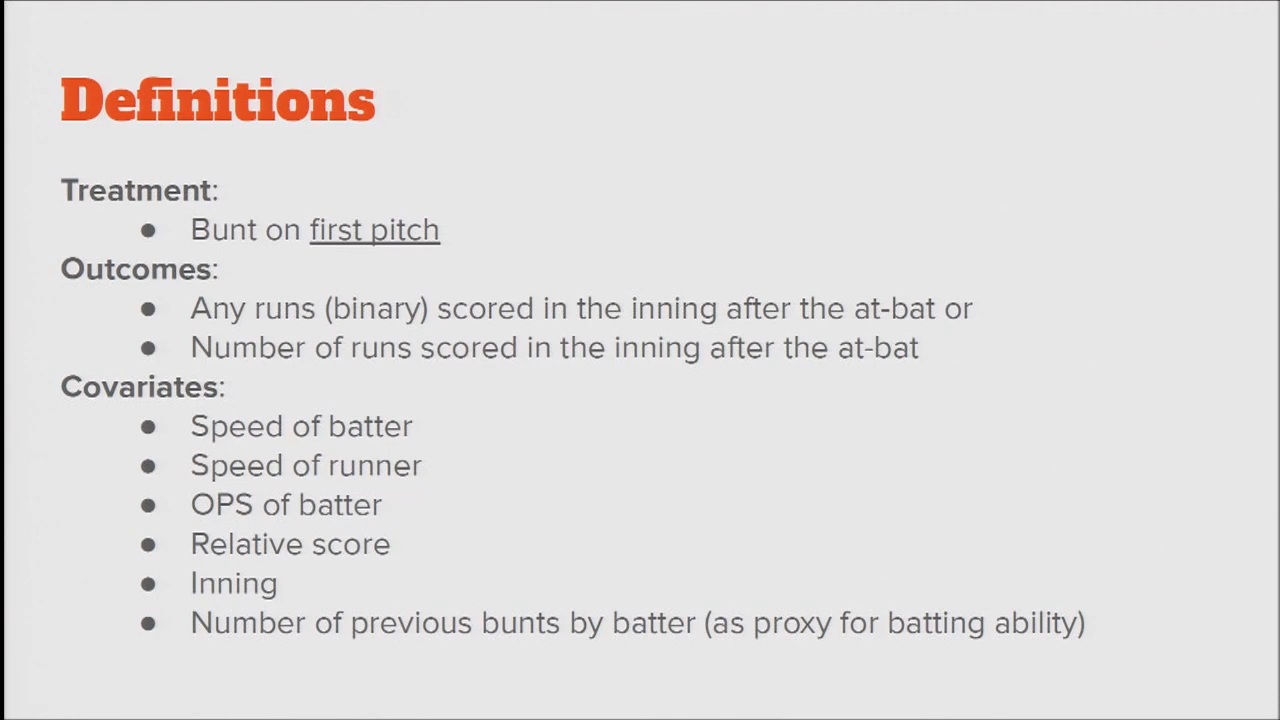 Definitions
Treatment:
● Bunt on first pitch
Outcomes:
● Any runs (binary) scored in the inning after the at-bat or
● Number of runs scored in the inning after the at-bat
Covariates:
● Speed of batter
● Speed of runner
● OPS of batter
● Relative score
● Inning
● Number of previous bunts by batter (as proxy for batting ability)